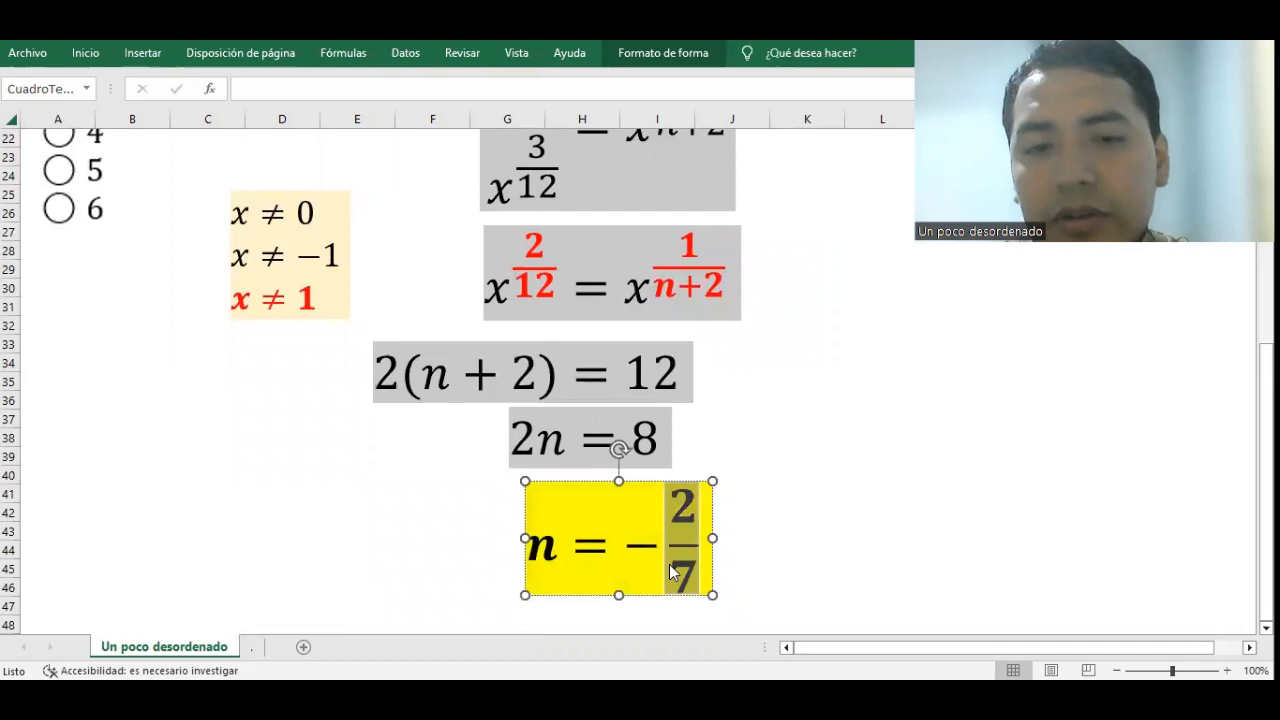 Archivo Inicio Insertar Disposición de página Fórmulas Datos Revisar Vista Ayuda Formato de forma ¿Qué desea hacer?
CuadroTe... fx
A B C D E F G H I J K L
22
23
24
25
26
27
28
29
30
31
32
33
34
35
36
37
38
39
40
41
42
43
44
45
46
47
48
4
5
6
x ≠ 0
x ≠ −1
x ≠ 1
x^(3/12) = x^(n+2)
x^(2/12) = x^(1/(n+2))
2(n + 2) = 12
2n = 8
n = −2/7
Un poco desordenado
Un poco desordenado .
Listo Accesibilidad: es necesario investigar 100%